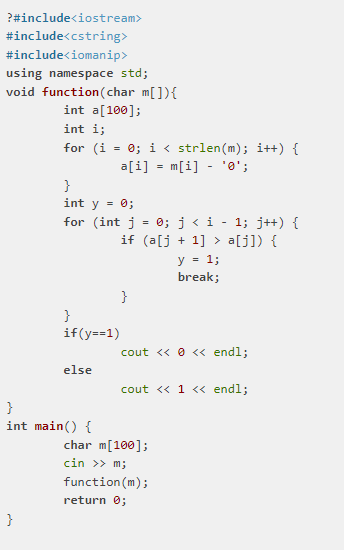 ?#include<iostream>
#include<cstring>
#include<iomanip>
using namespace std;
void function(char m[]){
        int a[100];
        int i;
        for (i = 0; i < strlen(m); i++) {
                a[i] = m[i] - '0';
        }
        int y = 0;
        for (int j = 0; j < i - 1; j++) {
                if (a[j + 1] > a[j]) {
                        y = 1;
                        break;
                }
        }
        if(y==1)
                cout << 0 << endl;
        else
                cout << 1 << endl;
}
int main() {
        char m[100];
        cin >> m;
        function(m);
        return 0;
}